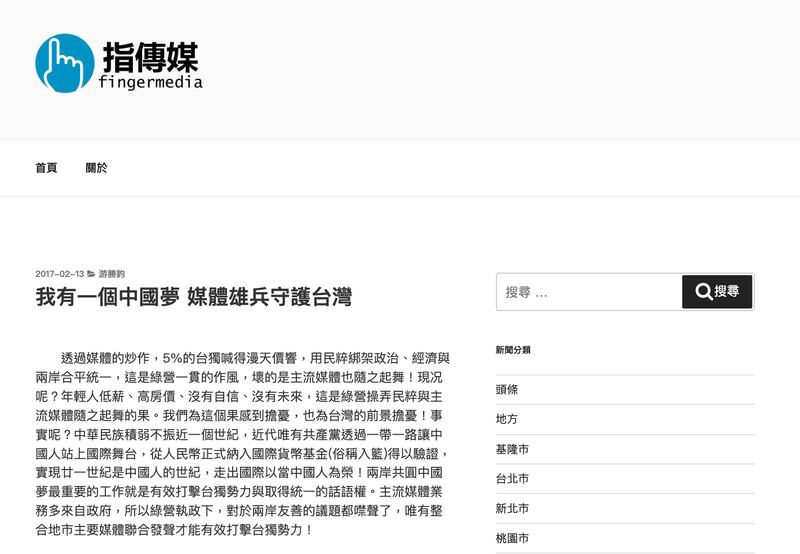 指傳媒
fingermedia
首頁 關於
2017-02-13 游勝鈞
我有一個中國夢 媒體雄兵守護台灣
透過媒體的炒作，5%的台獨喊得漫天價響，用民粹綁架政治、經濟與
兩岸合平統一，這是綠營一貫的作風，壞的是主流媒體也隨之起舞！現況
呢？年輕人低薪、高房價、沒有自信、沒有未來，這是綠營操弄民粹與主
流媒體隨之起舞的果。我們為這個果感到擔憂，也為台灣的前景擔憂！事
實呢？中華民族積弱不振近一個世紀，近代唯有共產黨透過一帶一路讓中
國人站上國際舞台，從人民幣正式納入國際貨幣基金(俗稱入籃)得以驗證，
實現廿一世紀是中國人的世紀，走出國際以當中國人為榮！兩岸共圓中國
夢最重要的工作就是有效打擊台獨勢力與取得統一的話語權。主流媒體業
務多來自政府，所以綠營執政下，對於兩岸友善的議題都噤聲了，唯有整
合地市主要媒體聯合發聲才能有效打擊台獨勢力！
搜尋 …
搜尋
新聞分類
頭條
地方
基隆市
台北市
新北市
桃園市